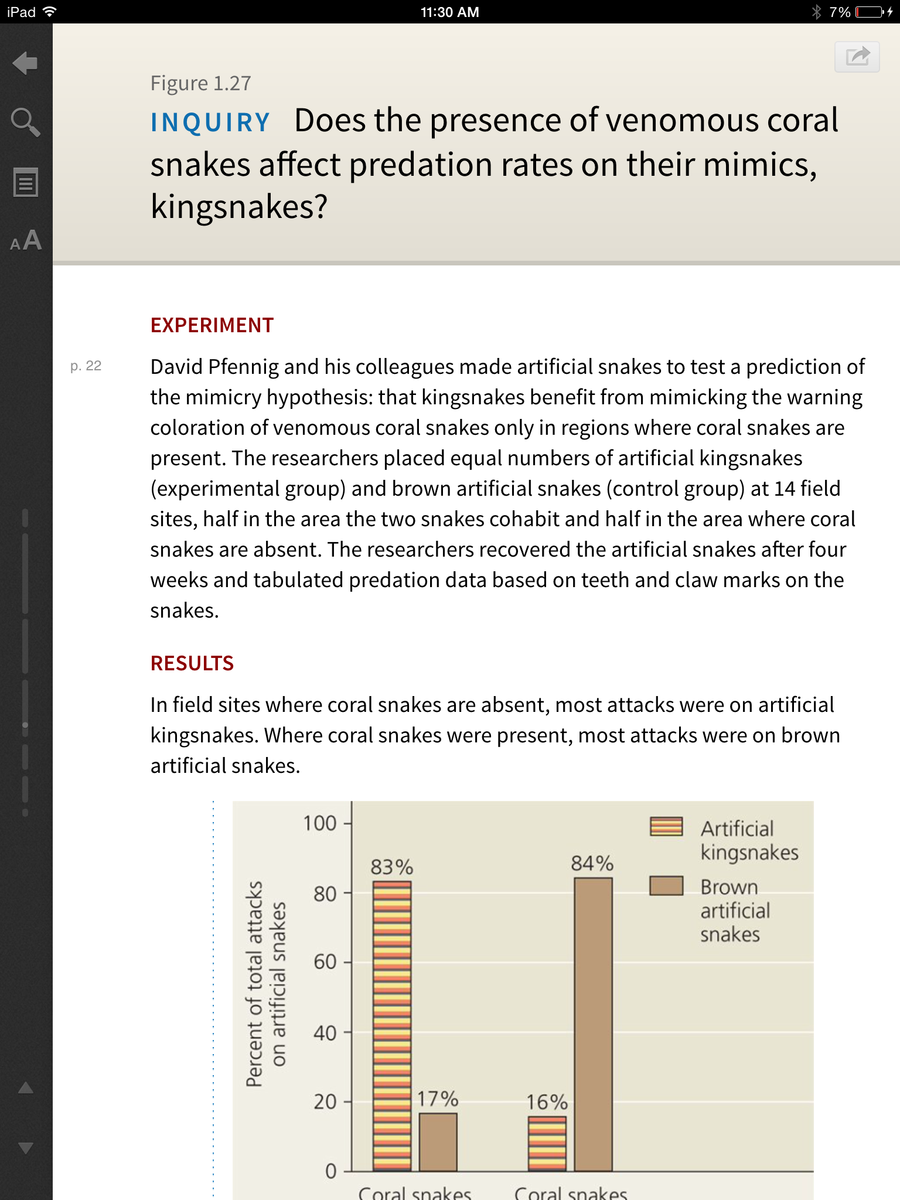 iPad 11:30 AM 7%
Figure 1.27
INQUIRY Does the presence of venomous coral
snakes affect predation rates on their mimics,
kingsnakes?
AA
EXPERIMENT
p. 22
David Pfennig and his colleagues made artificial snakes to test a prediction of
the mimicry hypothesis: that kingsnakes benefit from mimicking the warning
coloration of venomous coral snakes only in regions where coral snakes are
present. The researchers placed equal numbers of artificial kingsnakes
(experimental group) and brown artificial snakes (control group) at 14 field
sites, half in the area the two snakes cohabit and half in the area where coral
snakes are absent. The researchers recovered the artificial snakes after four
weeks and tabulated predation data based on teeth and claw marks on the
snakes.
RESULTS
In field sites where coral snakes are absent, most attacks were on artificial
kingsnakes. Where coral snakes were present, most attacks were on brown
artificial snakes.
Percent of total attacks
on artificial snakes
100
80
60
40
20
0
83%
17%
16%
84%
Artificial
kingsnakes
Brown
artificial
snakes
Coral snakes
Coral snakes